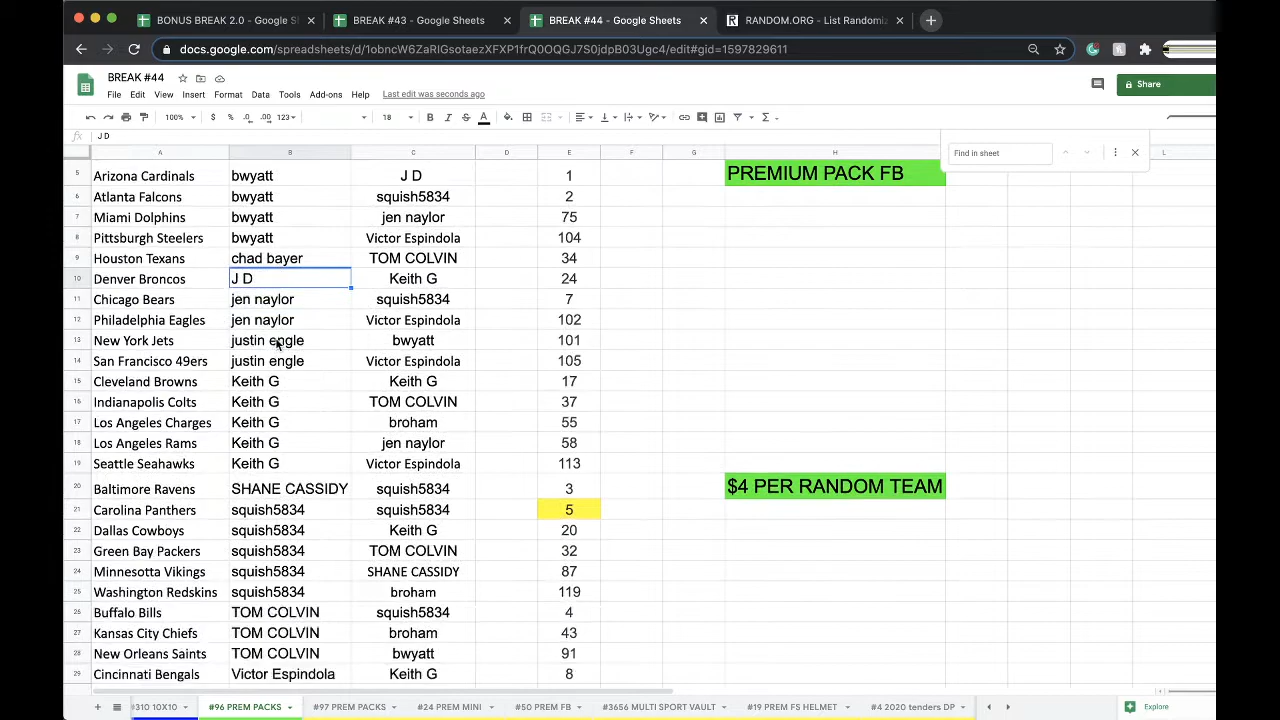 BONUS BREAK 2.0 - Google S
BREAK #43 - Google Sheets
BREAK #44 - Google Sheets
RANDOM.ORG - List Randomiz
docs.google.com/spreadsheets/d/1obncW6ZaRIGsotaezXFXP1frQ0OQGJ7S0jdpB03Ugc4/edit#gid=1597829611
BREAK #44
File Edit View Insert Format Data Tools Add-ons Help Last edit was seconds ago
Share
100% $ % .0 .00 123 18 B I S A
fx J D
Find in sheet
A B C D E F G H I J K L
5 Arizona Cardinals bwyatt J D 1 PREMIUM PACK FB
6 Atlanta Falcons bwyatt squish5834 2
7 Miami Dolphins bwyatt jen naylor 75
8 Pittsburgh Steelers bwyatt Victor Espindola 104
9 Houston Texans chad bayer TOM COLVIN 34
10 Denver Broncos J D Keith G 24
11 Chicago Bears jen naylor squish5834 7
12 Philadelphia Eagles jen naylor Victor Espindola 102
13 New York Jets justin engle bwyatt 101
14 San Francisco 49ers justin engle Victor Espindola 105
15 Cleveland Browns Keith G Keith G 17
16 Indianapolis Colts Keith G TOM COLVIN 37
17 Los Angeles Charges Keith G broham 55
18 Los Angeles Rams Keith G jen naylor 58
19 Seattle Seahawks Keith G Victor Espindola 113
20 Baltimore Ravens SHANE CASSIDY squish5834 3 $4 PER RANDOM TEAM
21 Carolina Panthers squish5834 squish5834 5
22 Dallas Cowboys squish5834 Keith G 20
23 Green Bay Packers squish5834 TOM COLVIN 32
24 Minnesotta Vikings squish5834 SHANE CASSIDY 87
25 Washington Redskins squish5834 broham 119
26 Buffalo Bills TOM COLVIN squish5834 4
27 Kansas City Chiefs TOM COLVIN broham 43
28 New Orleans Saints TOM COLVIN bwyatt 91
29 Cincinnati Bengals Victor Espindola Keith G 8
#310 10X10 #96 PREM PACKS #97 PREM PACKS #24 PREM MINI #50 PREM FB #3656 MULTI SPORT VAULT #19 PREM FS HELMET #4 2020 tenders DP Explore